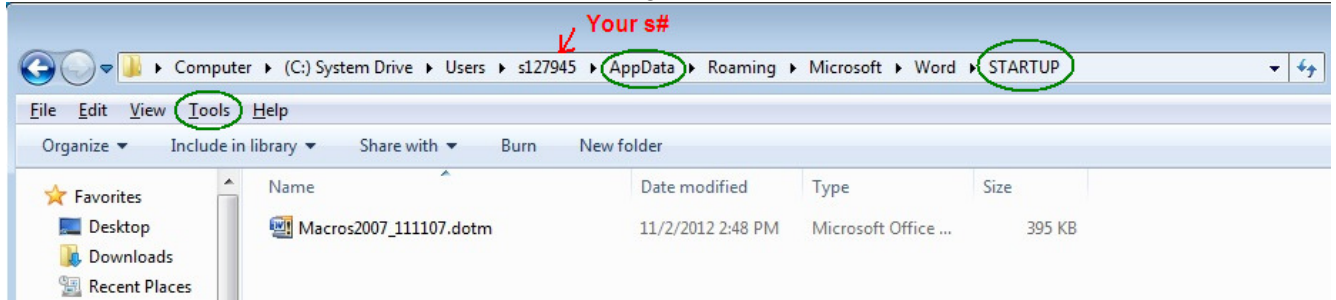 Your s#
Computer ▸ (C:) System Drive ▸ Users ▸ s127945 ▸ AppData ▸ Roaming ▸ Microsoft ▸ Word ▸ STARTUP
File Edit View Tools Help
Organize Include in library Share with Burn New folder
Favorites Name Date modified Type Size
Desktop Macros2007_111107.dotm 11/2/2012 2:48 PM Microsoft Office ... 395 KB
Downloads
Recent Places